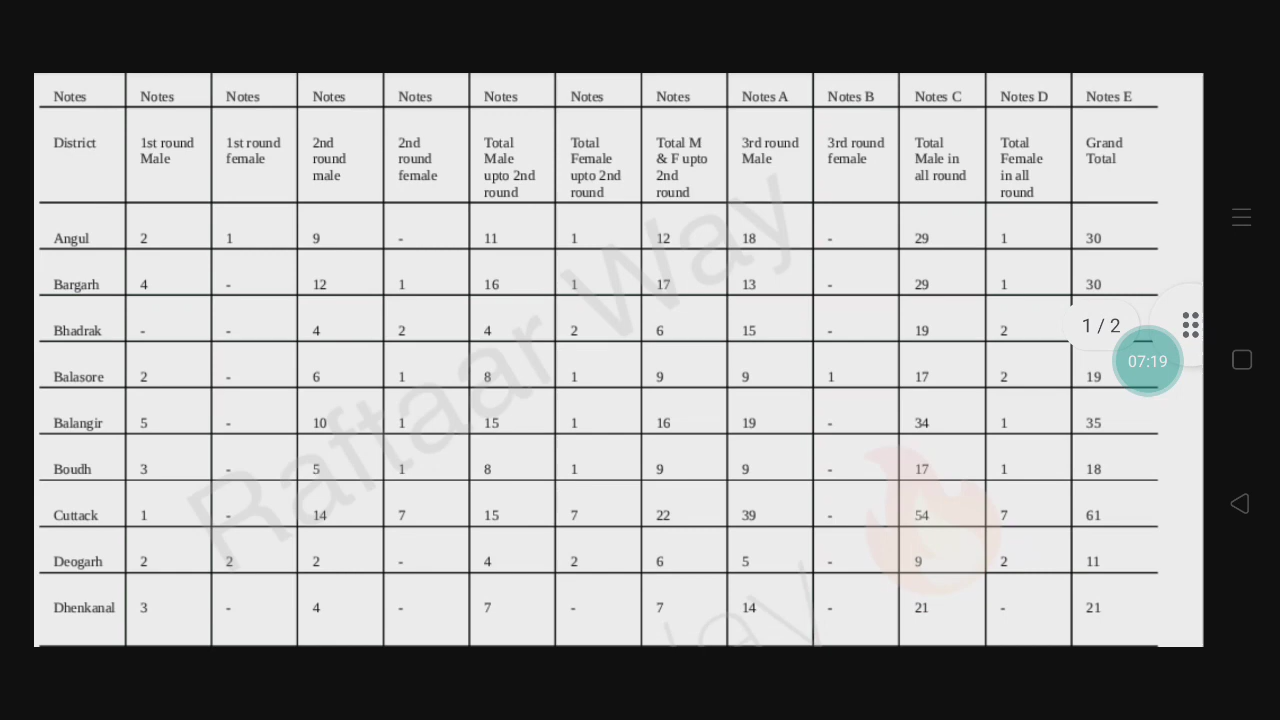 Notes Notes Notes Notes Notes Notes Notes Notes Notes A Notes B Notes C Notes D Notes E
District 1st round Male 1st round female 2nd round male 2nd round female Total Male upto 2nd round Total Female upto 2nd round Total M & F upto 2nd round 3rd round Male 3rd round female Total Male in all round Total Female in all round Grand Total
Angul 2 1 9 - 11 1 12 18 - 29 1 30
Bargarh 4 - 12 1 16 1 17 13 - 29 1 30
Bhadrak - - 4 2 4 2 6 15 - 19 2
1 / 2
07:19
Balasore 2 - 6 1 8 1 9 9 1 17 2 19
Balangir 5 - 10 1 15 1 16 19 - 34 1 35
Boudh 3 - 5 1 8 1 9 9 - 17 1 18
Cuttack 1 - 14 7 15 7 22 39 - 54 7 61
Deogarh 2 2 2 - 4 2 6 5 - 9 2 11
Dhenkanal 3 - 4 - 7 - 7 14 - 21 - 21
Raftaar Way